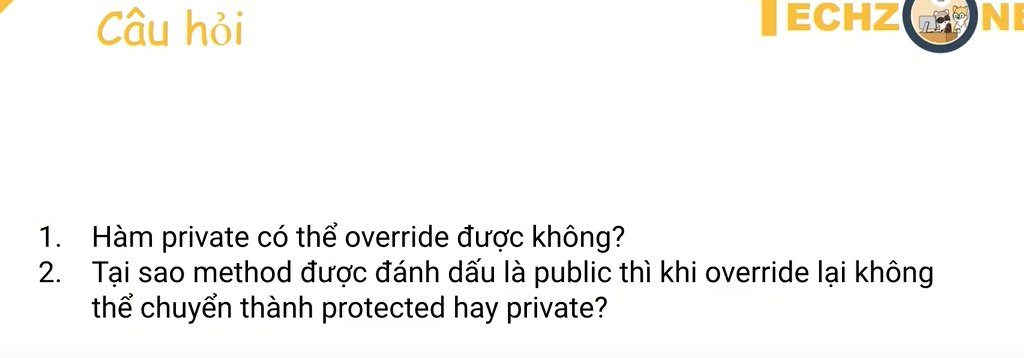 Câu hỏi
TECHZ NE
1. Hàm private có thể override được không?
2. Tại sao method được đánh dấu là public thì khi override lại không
thể chuyển thành protected hay private?